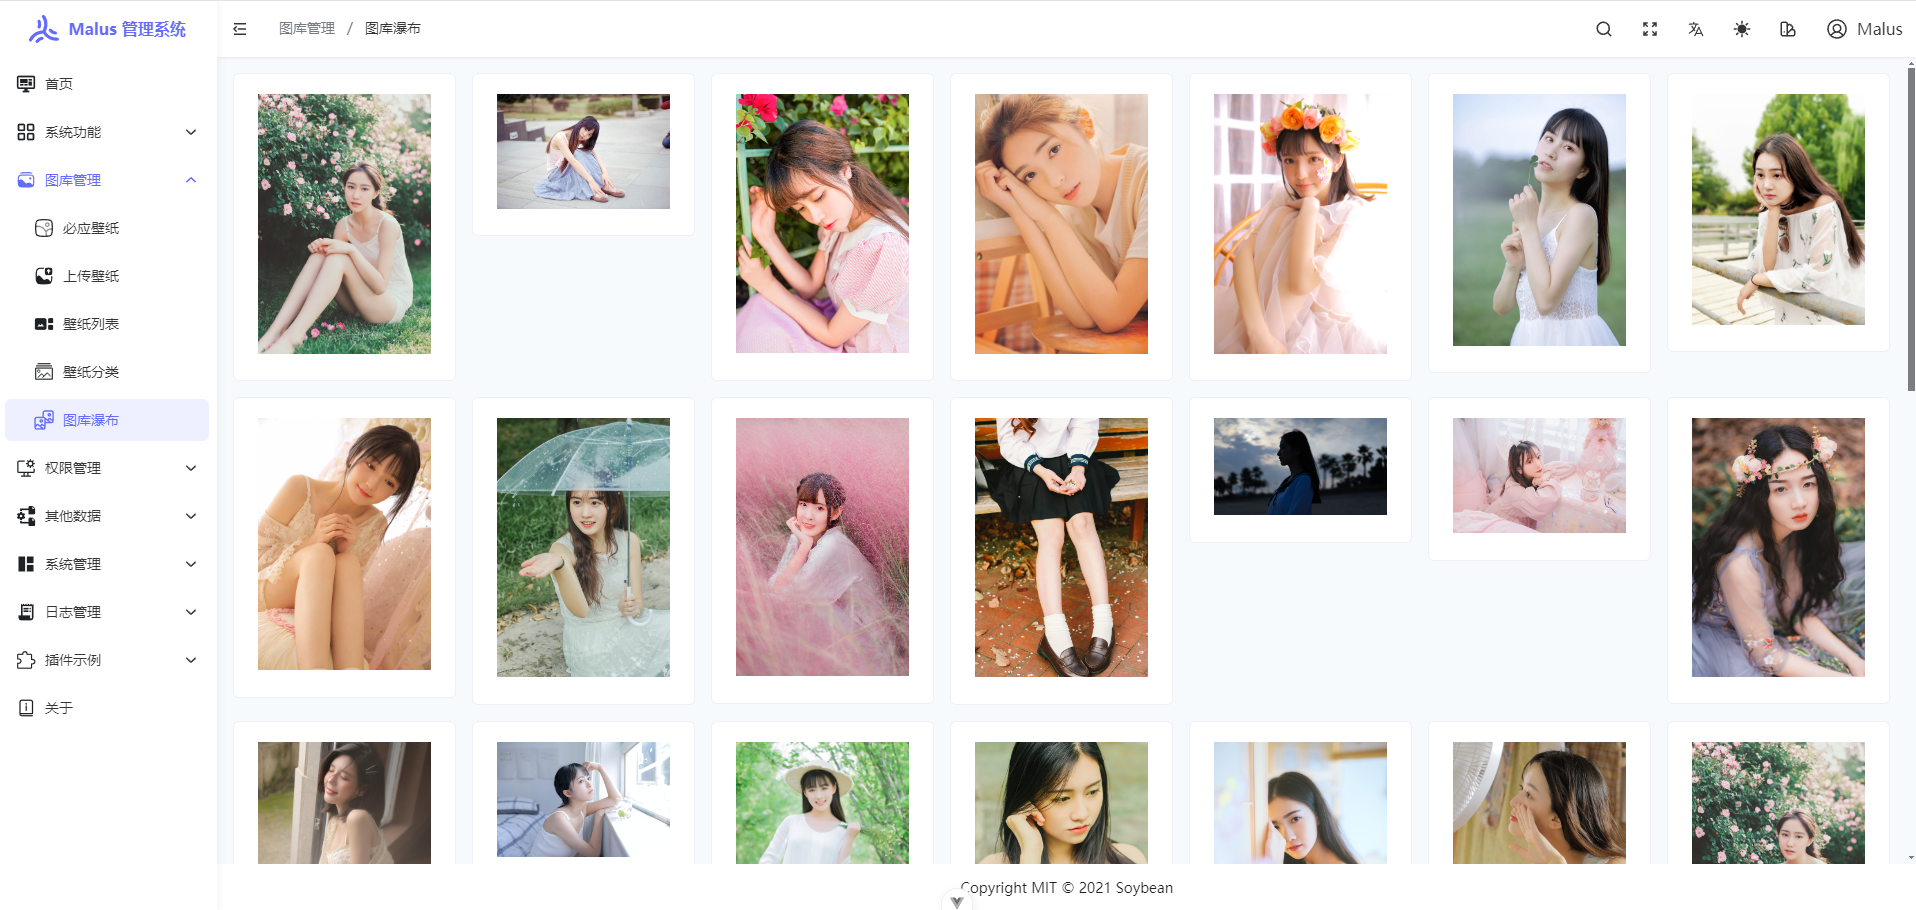 Malus 管理系统
图库管理 / 图库瀑布
Malus
首页
系统功能
图库管理
必应壁纸
上传壁纸
壁纸列表
壁纸分类
图库瀑布
权限管理
其他数据
系统管理
日志管理
插件示例
关于
Copyright MIT © 2021 Soybean